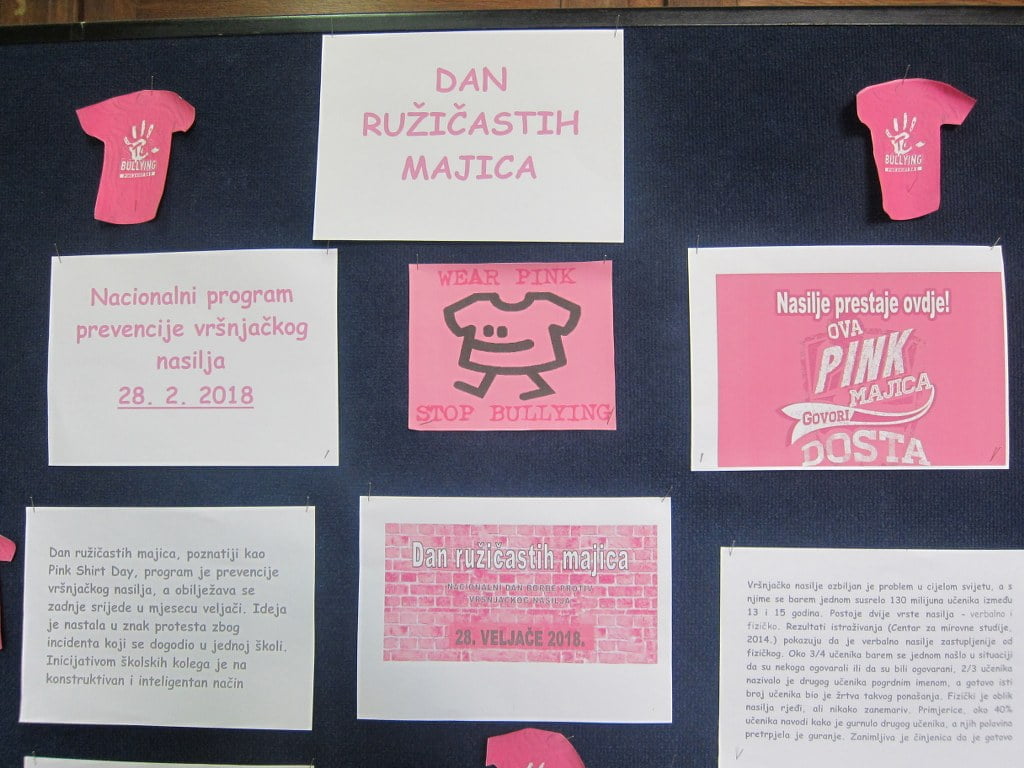 DAN
RUŽIČASTIH
MAJICA
BULLYING
BULLYING
Nacionalni program
prevencije vršnjačkog
nasilja
28. 2. 2018
WEAR PINK
STOP BULLYING
Nasilje prestaje ovdje!
OVA
PINK
MAJICA
GOVORI
DOSTA
Dan ružičastih majica, poznatiji kao
Pink Shirt Day, program je prevencije
vršnjačkog nasilja, a obilježava se
zadnje srijede u mjesecu veljači. Ideja
je nastala u znak protesta zbog
incidenta koji se dogodio u jednoj školi.
Inicijativom školskih kolega je na
konstruktivan i inteligentan način
Dan ružičastih majica
NACIONALNI DAN BORBE PROTIV
VRŠNJAČKOG NASILJA
28. VELJAČE 2018.
Vršnjačko nasilje ozbiljan je problem u cijelom svijetu, a s
njime se barem jednom susrelo 130 milijuna učenika između
13 i 15 godina. Postoje dvije vrste nasilja - verbalno i
fizičko. Rezultati istraživanja (Centar za mirovne studije,
2014.) pokazuju da je verbalno nasilje zastupljenije od
fizičkog. Oko 3/4 učenika barem se jednom našlo u situaciji
da su nekoga ogovarali ili da su bili ogovarani, 2/3 učenika
nazivalo je drugog učenika pogrdnim imenom, a gotovo isti
broj učenika bio je žrtva takvog ponašanja. Fizički je oblik
nasilja rjeđi, ali nikako zanemariv. Primjerice, oko 40%
učenika navodi kako je gurnulo drugog učenika, a njih polovina
pretrpjela je guranje. Zanimljiva je činjenica da je gotovo